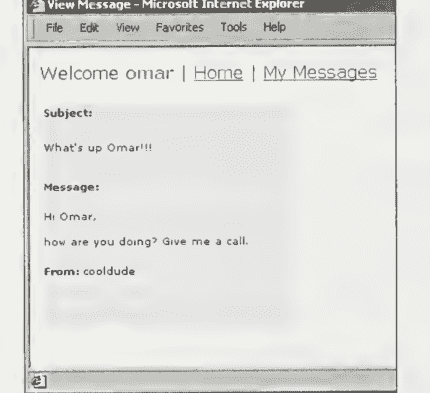 View Message - Microsoft Internet Explorer
File Edit View Favorites Tools Help
Welcome omar | Home | My Messages
Subject:
What's up Omar!!!
Message:
Hi Omar,
how are you doing? Give me a call.
From: cooldude